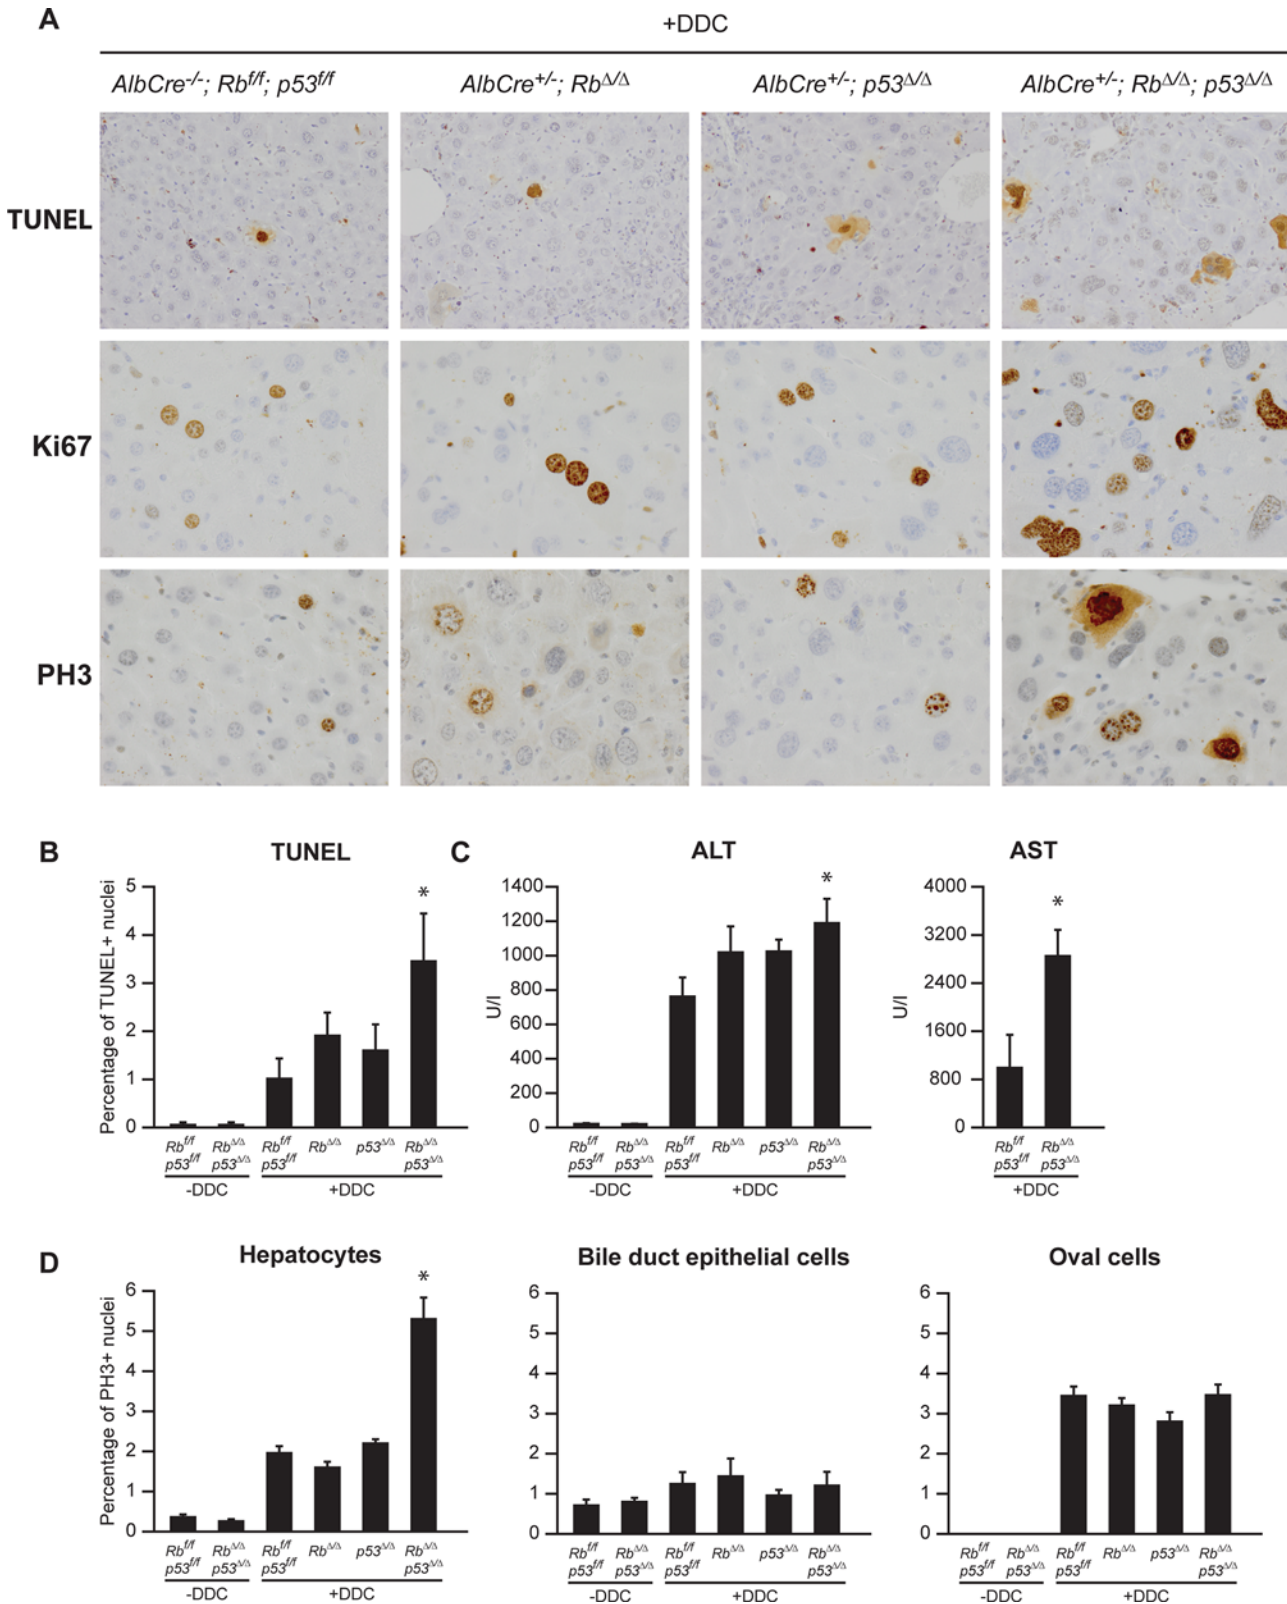 A
+DDC
AlbCre-/-; Rbf/f; p53f/f AlbCre+/-; RbΔ/Δ AlbCre+/-; p53Δ/Δ AlbCre+/-; RbΔ/Δ; p53Δ/Δ
TUNEL
Ki67
PH3
B TUNEL
Percentage of TUNEL+ nuclei
5
4
3
2
1
0
Rbf/f RbΔ/Δ Rbf/f RbΔ/Δ p53Δ/Δ RbΔ/Δ
p53f/f p53Δ/Δ p53f/f p53Δ/Δ
-DDC +DDC
*
C ALT
U/l
1400
1200
1000
800
600
400
200
0
Rbf/f RbΔ/Δ Rbf/f RbΔ/Δ p53Δ/Δ RbΔ/Δ
p53f/f p53Δ/Δ p53f/f p53Δ/Δ
-DDC +DDC
*
AST
U/l
4000
3200
2400
1600
800
0
Rbf/f RbΔ/Δ
p53f/f p53Δ/Δ
+DDC
*
D Hepatocytes
Percentage of PH3+ nuclei
6
5
4
3
2
1
0
Rbf/f RbΔ/Δ Rbf/f RbΔ/Δ p53Δ/Δ RbΔ/Δ
p53f/f p53Δ/Δ p53f/f p53Δ/Δ
-DDC +DDC
*
Bile duct epithelial cells
6
5
4
3
2
1
0
Rbf/f RbΔ/Δ Rbf/f RbΔ/Δ p53Δ/Δ RbΔ/Δ
p53f/f p53Δ/Δ p53f/f p53Δ/Δ
-DDC +DDC
Oval cells
6
5
4
3
2
1
0
Rbf/f RbΔ/Δ Rbf/f RbΔ/Δ p53Δ/Δ RbΔ/Δ
p53f/f p53Δ/Δ p53f/f p53Δ/Δ
-DDC +DDC